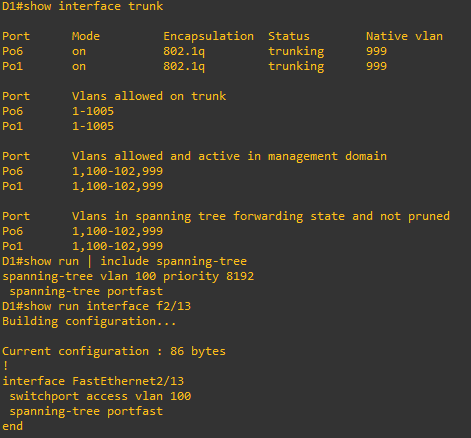 D1#show interface trunk
Port Mode Encapsulation Status Native vlan
Po6 on 802.1q trunking 999
Po1 on 802.1q trunking 999
Port Vlans allowed on trunk
Po6 1-1005
Po1 1-1005
Port Vlans allowed and active in management domain
Po6 1,100-102,999
Po1 1,100-102,999
Port Vlans in spanning tree forwarding state and not pruned
Po6 1,100-102,999
Po1 1,100-102,999
D1#show run | include spanning-tree
spanning-tree vlan 100 priority 8192
 spanning-tree portfast
D1#show run interface f2/13
Building configuration...
Current configuration : 86 bytes
!
interface FastEthernet2/13
 switchport access vlan 100
 spanning-tree portfast
end